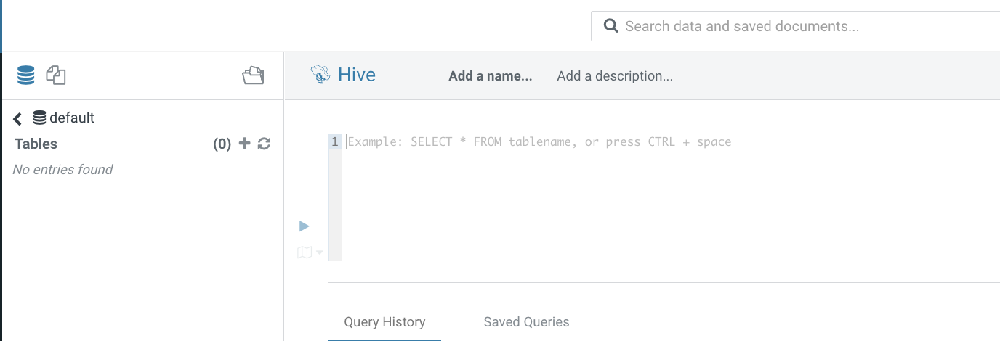 Search data and saved documents...
Hive Add a name... Add a description...
default
Tables (0)
No entries found
1 Example: SELECT * FROM tablename, or press CTRL + space
Query History Saved Queries